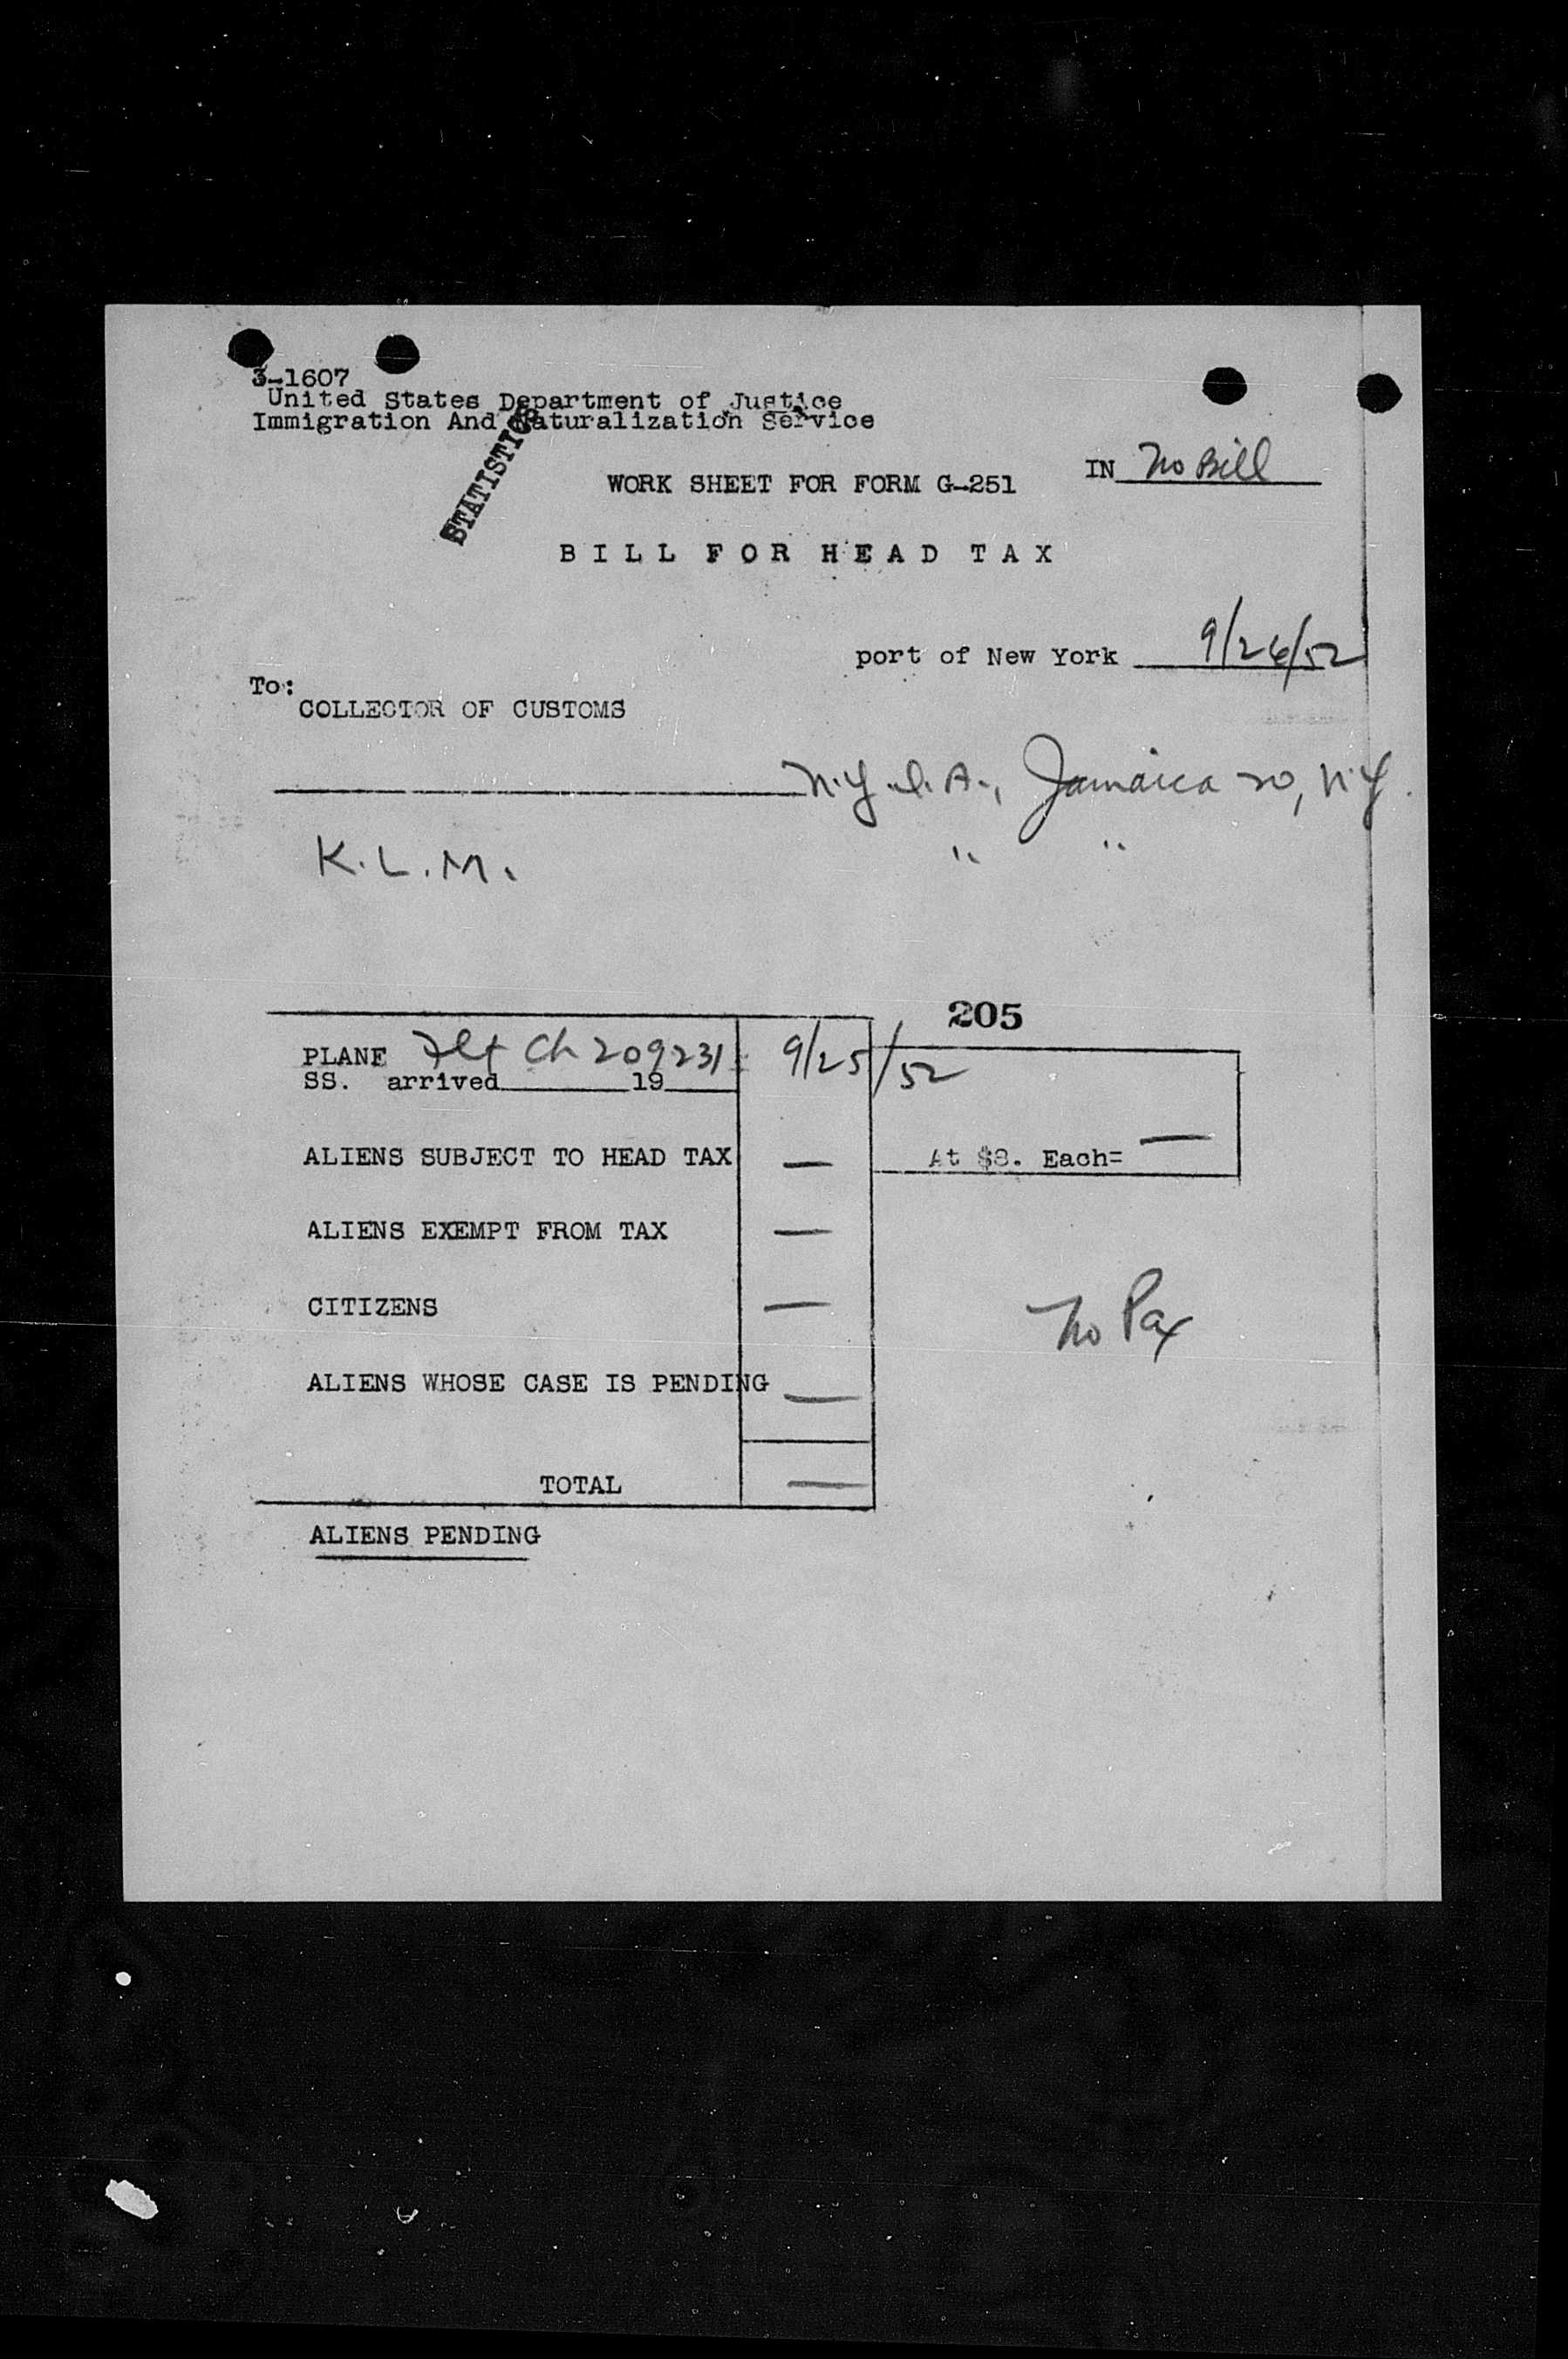 3-1607
United States Department of Justice
Immigration And Naturalization Service
STATISTICS
WORK SHEET FOR FORM G-251
IN No Bill
BILL FOR HEAD TAX
port of New York 9/26/52
To:
COLLECTOR OF CUSTOMS
N.Y.I.A., Jamaica 20, N.Y.
K.L.M. " "
205
PLANE Flt Ch 209231 9/25/52
SS. arrived 19
ALIENS SUBJECT TO HEAD TAX — At $8. Each= —
ALIENS EXEMPT FROM TAX —
CITIZENS —
No Pax
ALIENS WHOSE CASE IS PENDING —
TOTAL —
ALIENS PENDING